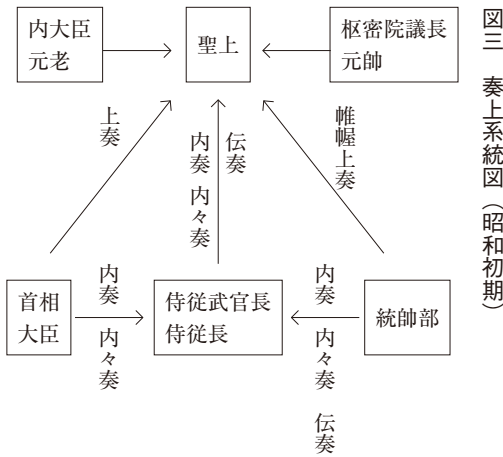 図三　奏上系統図（昭和初期）
枢密院議長
元帥
聖上
内大臣
元老
帷幄上奏
伝奏
内奏　内々奏
上奏
統帥部
内奏　内々奏　伝奏
侍従武官長
侍従長
内奏　内々奏
首相
大臣